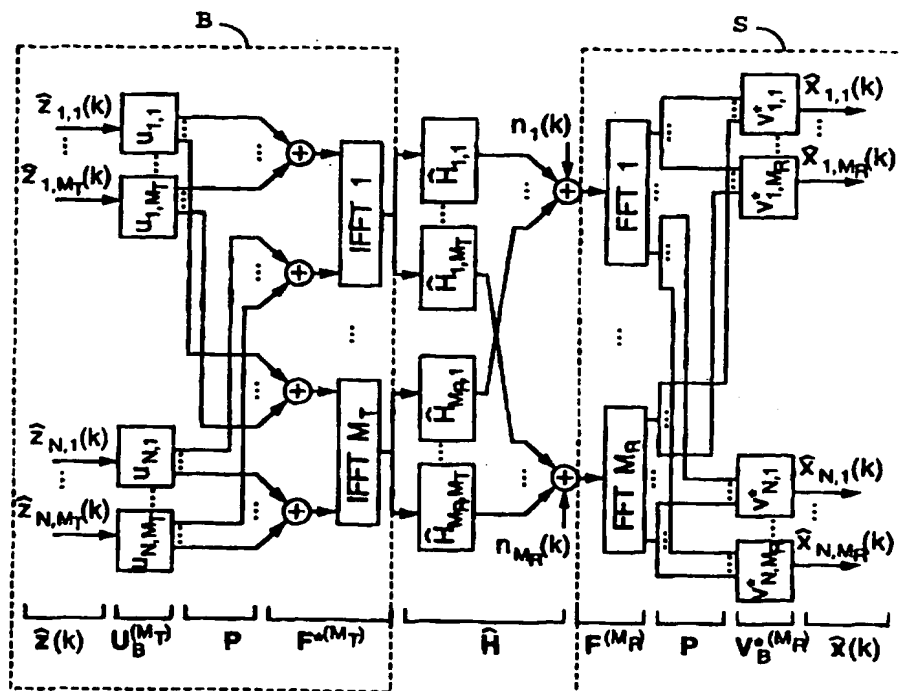 B
S
ẑ1,1(k)
u1,1
ẑ1,MT(k)
u1,MT
IFFT 1
Ĥ1,1
Ĥ1,MT
n1(k)
FFT 1
v*1,1
x̂1,1(k)
v*1,MR
x̂1,MR(k)
ẑN,1(k)
uN,1
ẑN,MT(k)
uN,MT
IFFT MT
ĤMR,1
ĤMR,MT
nMR(k)
FFT MR
v*N,1
x̂N,1(k)
v*N,MR
x̂N,MR(k)
ẑ(k) UB(MT) P F*(MT) Ĥ F(MR) P VB*(MR) x̂(k)